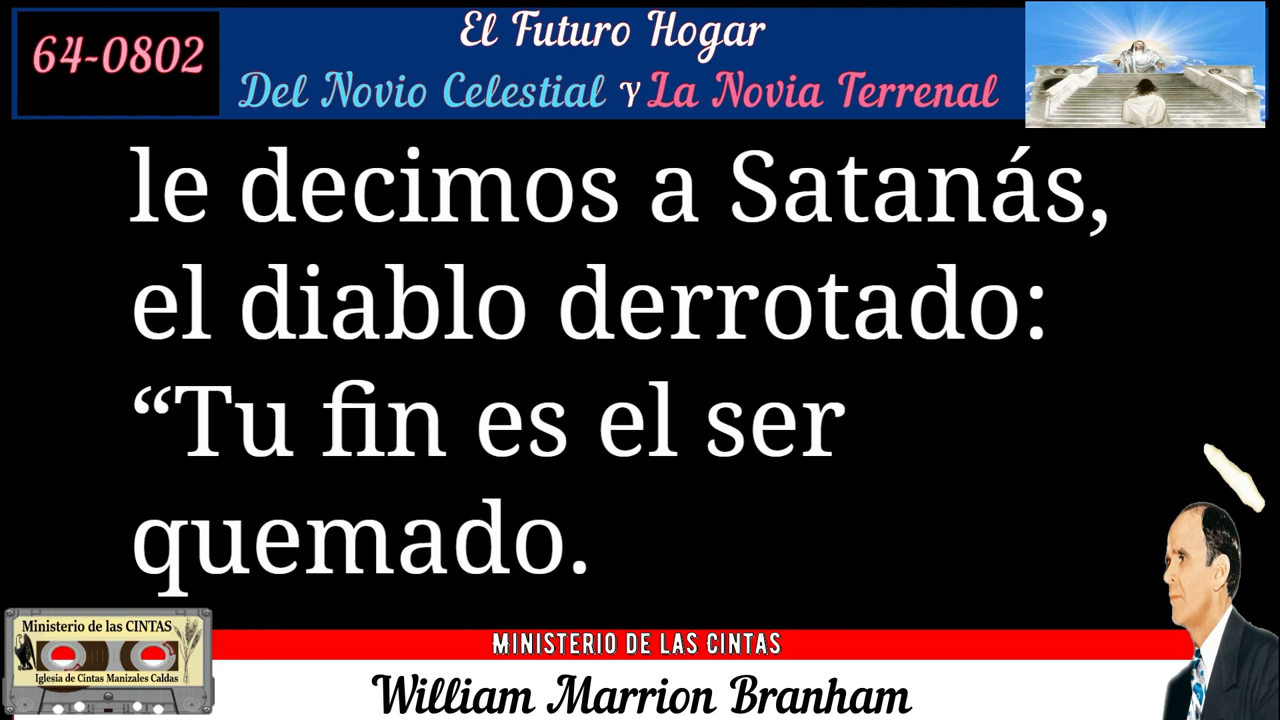 64-0802
El Futuro Hogar
Del Novio Celestial Y La Novia Terrenal
le decimos a Satanás,
el diablo derrotado:
“Tu fin es el ser
quemado.
Ministerio de las CINTAS
Iglesia de Cintas Manizales Caldas
MINISTERIO DE LAS CINTAS
William Marrion Branham